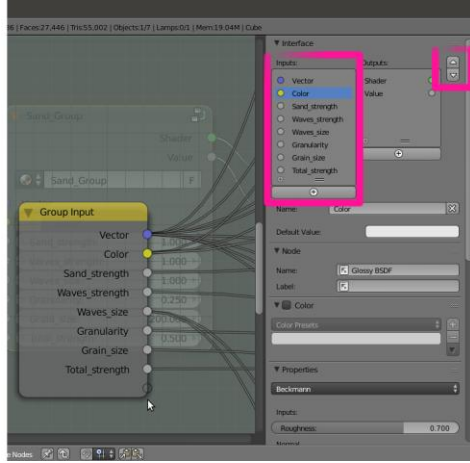 | Faces:27,446 | Tris:55,002 | Objects:1/7 | Lamps:0/1 | Mem:19.04M | Cube
Interface
Inputs:
Outputs:
Vector
Color
Sand_strength
Waves_strength
Waves_size
Granularity
Grain_size
Total_strength
Shader
Value
Name:
Color
Default Value:
Node
Name:
Glossy BSDF
Label:
Color
Color Presets
Properties
Beckmann
Inputs:
Roughness:
0.700
Normal
Sand_Group
Shader
Value
Sand_Group
F
Group Input
Vector
Color
Sand_strength
1.000
Waves_strength
1.000
Waves_size
0.250
Granularity
Grain_size
0.500
Total_strength
Nodes